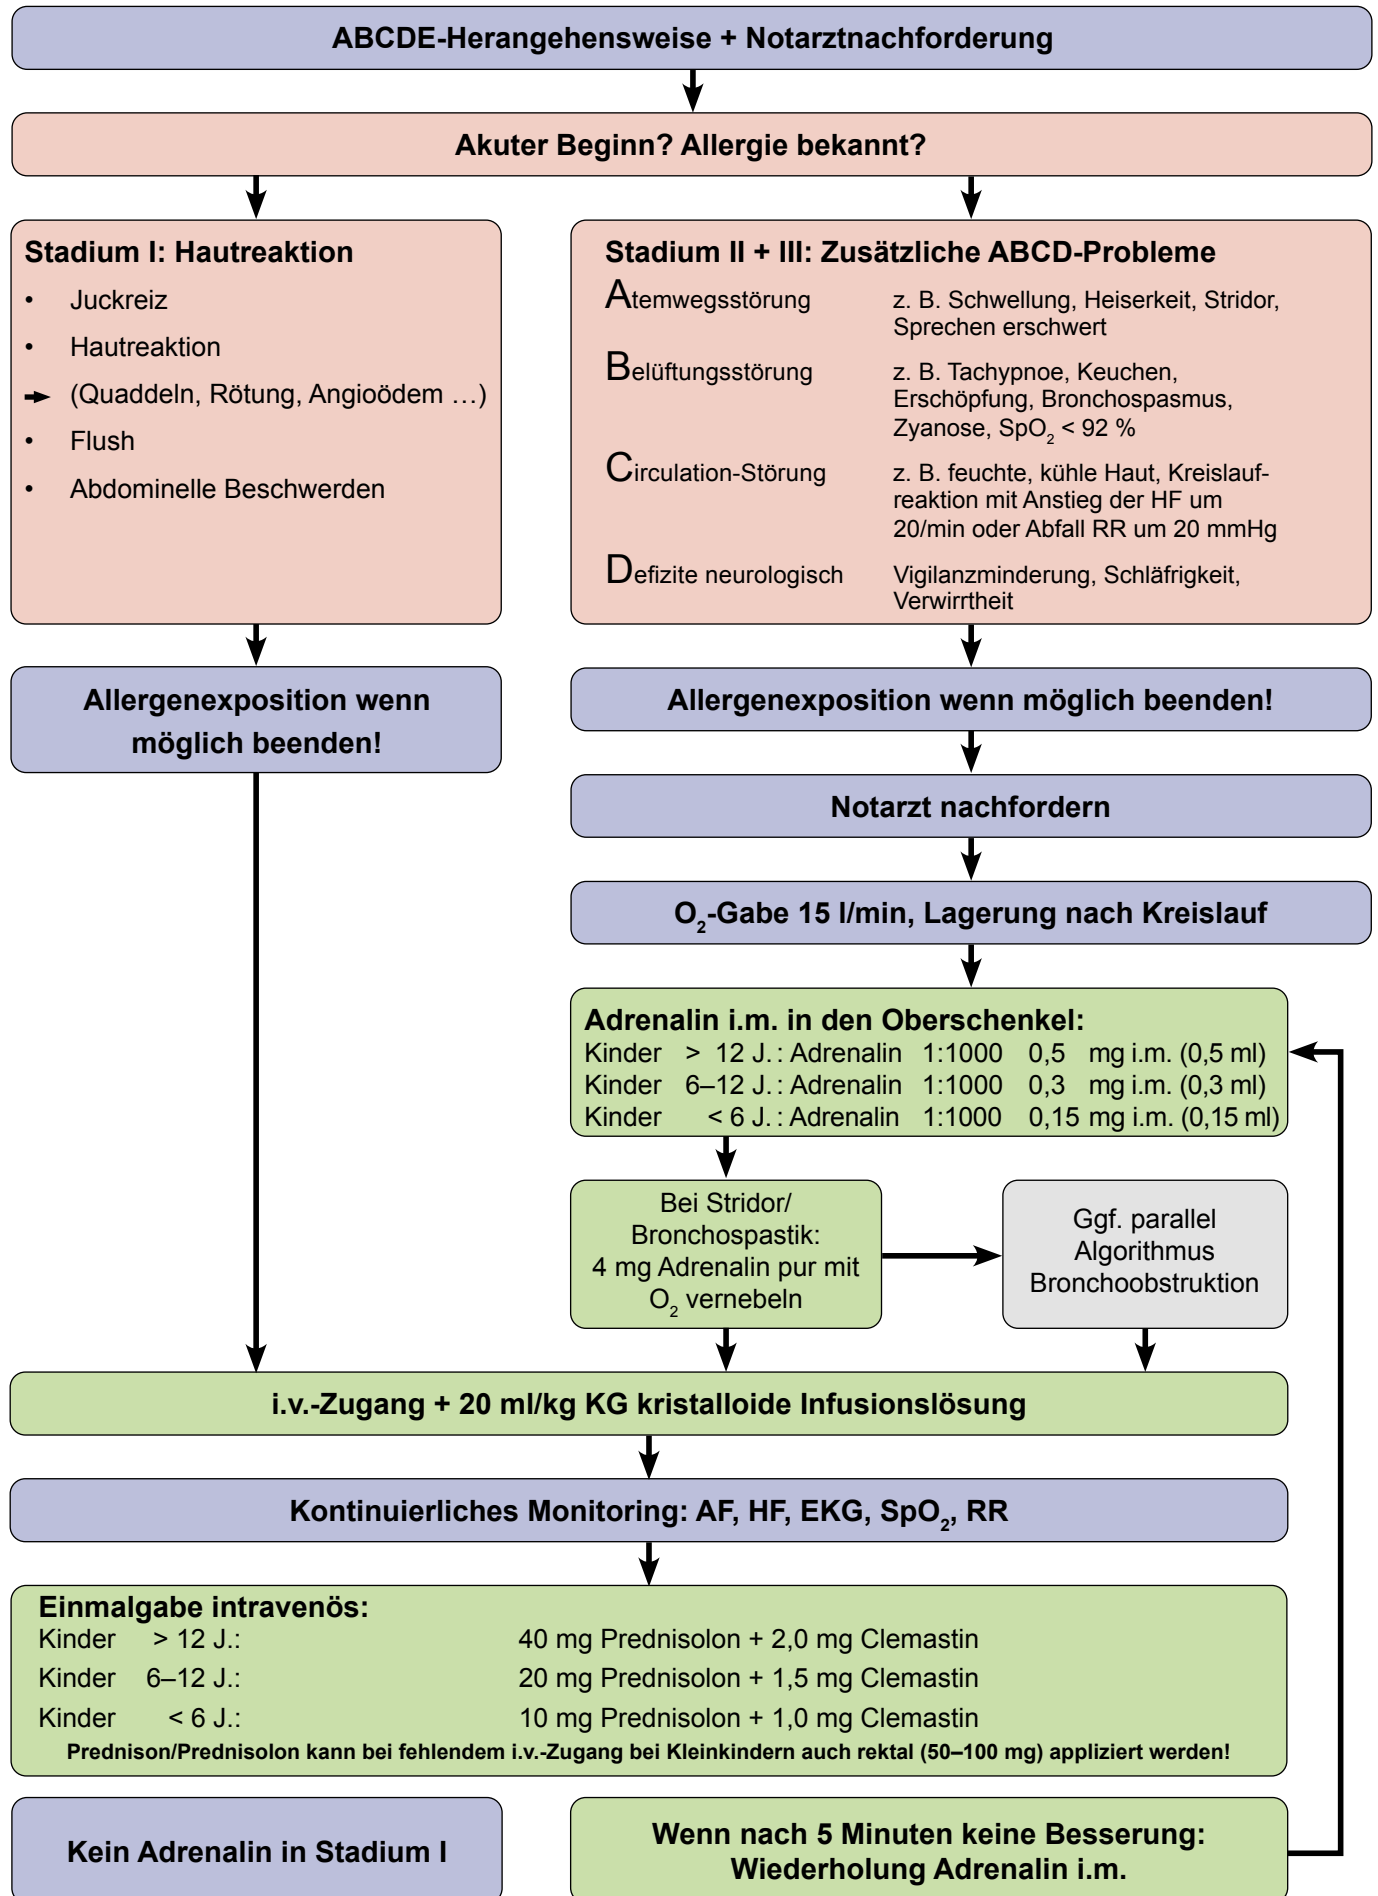 ABCDE-Herangehensweise + Notarztnachforderung
Akuter Beginn? Allergie bekannt?
Stadium I: Hautreaktion
• Juckreiz
• Hautreaktion
(Quaddeln, Rötung, Angioödem …)
• Flush
• Abdominelle Beschwerden
Stadium II + III: Zusätzliche ABCD-Probleme
Atemwegsstörung z. B. Schwellung, Heiserkeit, Stridor,
Sprechen erschwert
Belüftungsstörung z. B. Tachypnoe, Keuchen,
Erschöpfung, Bronchospasmus,
Zyanose, SpO₂ < 92 %
Circulation-Störung z. B. feuchte, kühle Haut, Kreislauf-
reaktion mit Anstieg der HF um
20/min oder Abfall RR um 20 mmHg
Defizite neurologisch Vigilanzminderung, Schläfrigkeit,
Verwirrtheit
Allergenexposition wenn
möglich beenden!
Allergenexposition wenn möglich beenden!
Notarzt nachfordern
O₂-Gabe 15 l/min, Lagerung nach Kreislauf
Adrenalin i.m. in den Oberschenkel:
Kinder > 12 J.: Adrenalin 1:1000 0,5 mg i.m. (0,5 ml)
Kinder 6–12 J.: Adrenalin 1:1000 0,3 mg i.m. (0,3 ml)
Kinder < 6 J.: Adrenalin 1:1000 0,15 mg i.m. (0,15 ml)
Bei Stridor/
Bronchospastik:
4 mg Adrenalin pur mit
O₂ vernebeln
Ggf. parallel
Algorithmus
Bronchoobstruktion
i.v.-Zugang + 20 ml/kg KG kristalloide Infusionslösung
Kontinuierliches Monitoring: AF, HF, EKG, SpO₂, RR
Einmalgabe intravenös:
Kinder > 12 J.: 40 mg Prednisolon + 2,0 mg Clemastin
Kinder 6–12 J.: 20 mg Prednisolon + 1,5 mg Clemastin
Kinder < 6 J.: 10 mg Prednisolon + 1,0 mg Clemastin
Prednison/Prednisolon kann bei fehlendem i.v.-Zugang bei Kleinkindern auch rektal (50–100 mg) appliziert werden!
Kein Adrenalin in Stadium I
Wenn nach 5 Minuten keine Besserung:
Wiederholung Adrenalin i.m.